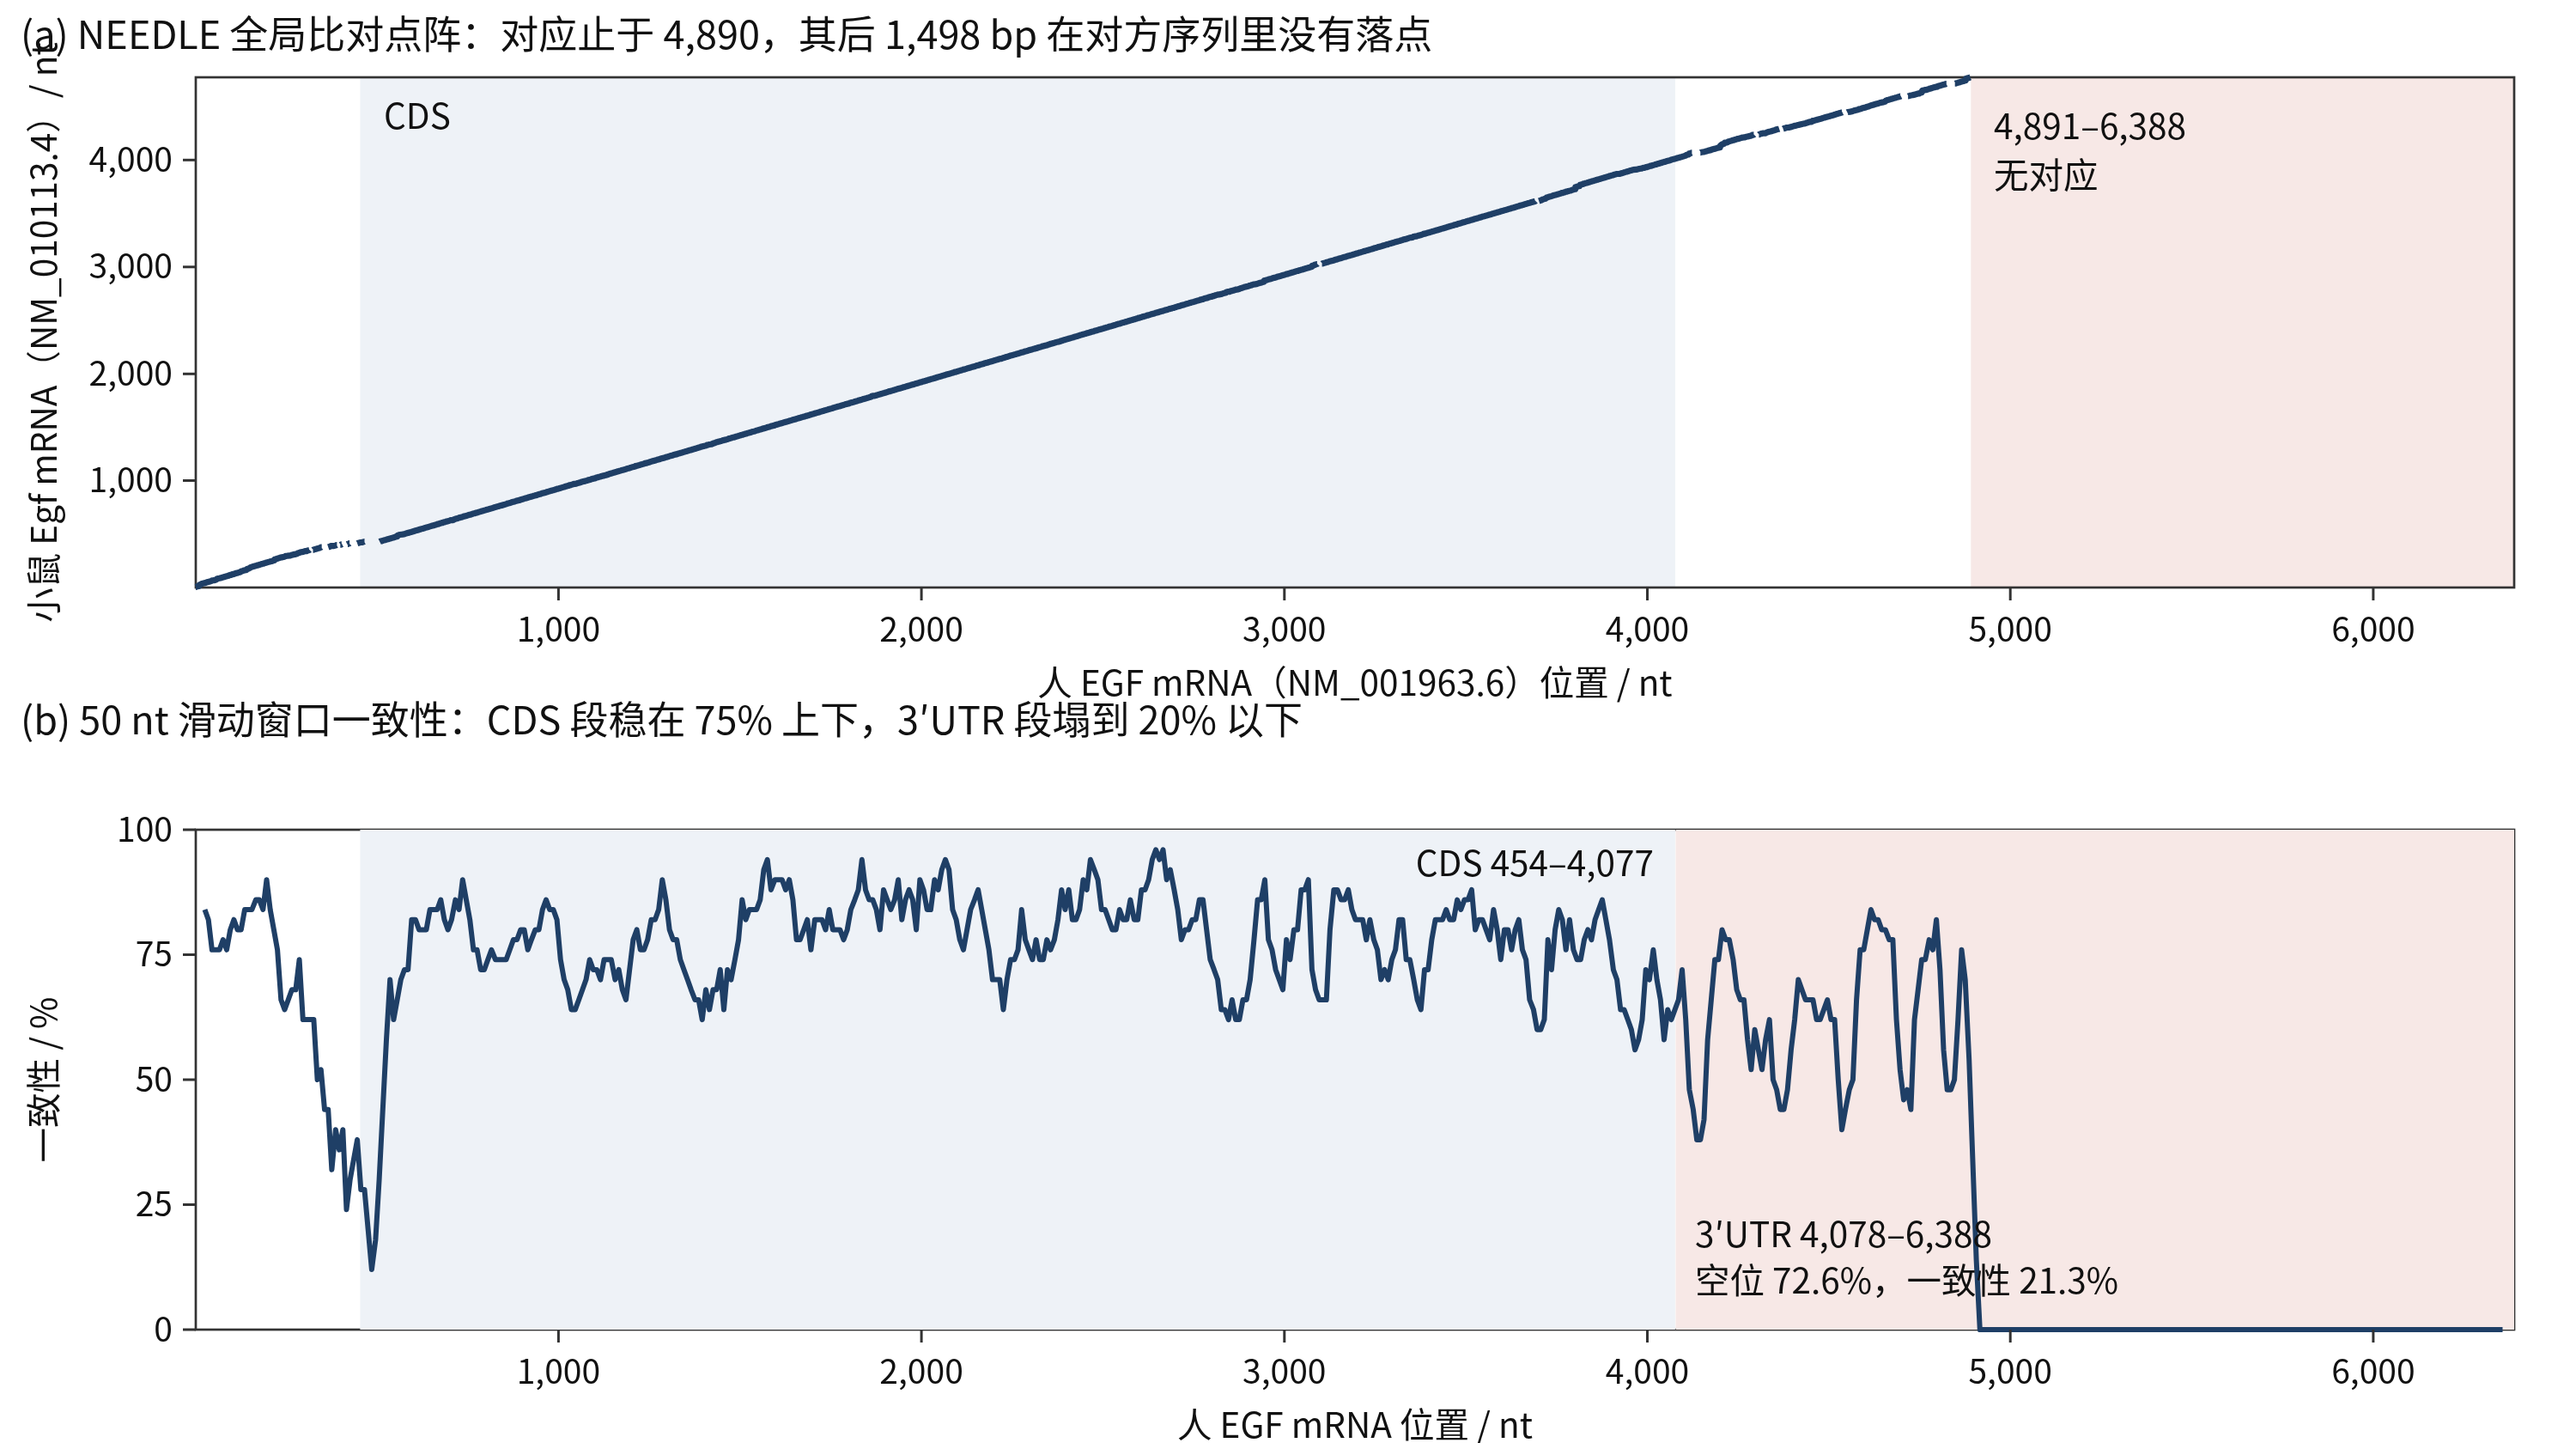 (a) NEEDLE 全局比对点阵：对应止于 4,890，其后 1,498 bp 在对方序列里没有落点
小鼠 Egf mRNA（NM_010113.4）/ nt
CDS
4,891–6,388
无对应
4,000
3,000
2,000
1,000
1,000
2,000
3,000
4,000
5,000
6,000
人 EGF mRNA（NM_001963.6）位置 / nt
(b) 50 nt 滑动窗口一致性：CDS 段稳在 75% 上下，3′UTR 段塌到 20% 以下
一致性 / %
100
75
50
25
0
CDS 454–4,077
3′UTR 4,078–6,388
空位 72.6%，一致性 21.3%
1,000
2,000
3,000
4,000
5,000
6,000
人 EGF mRNA 位置 / nt